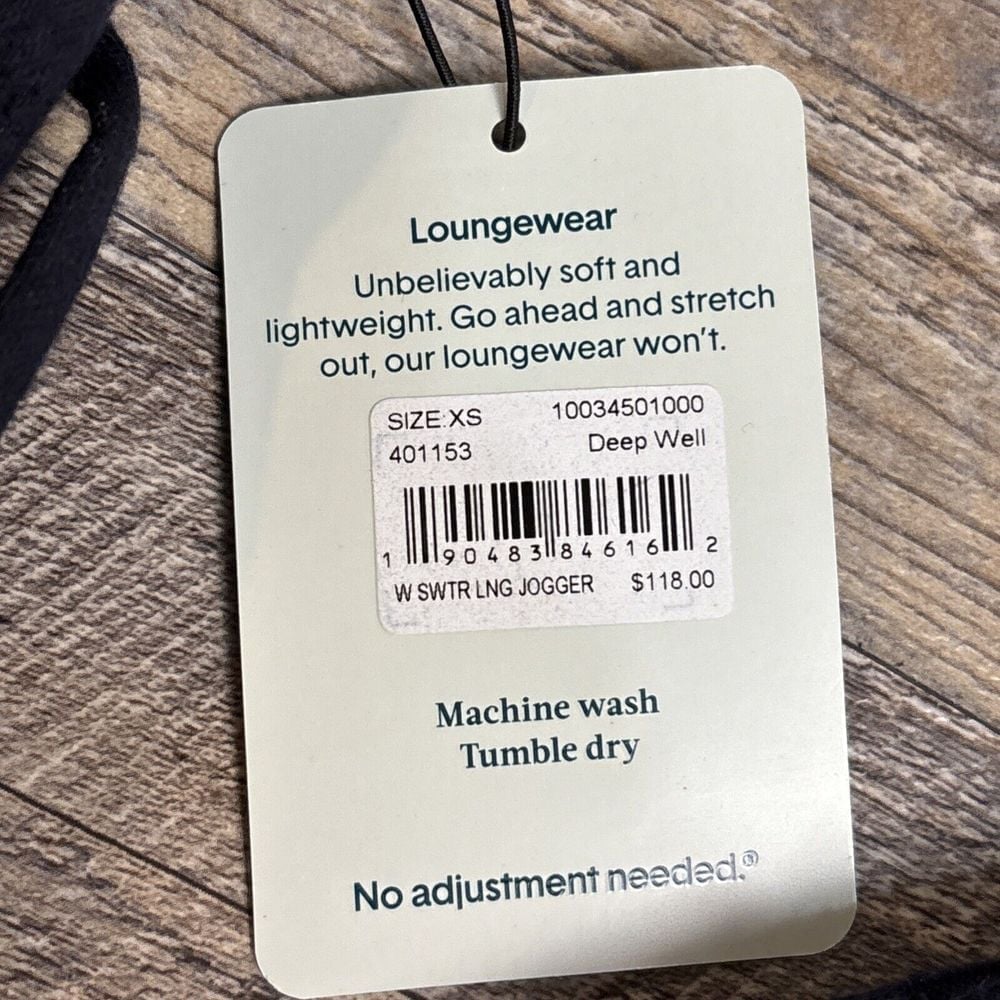 Loungewear
Unbelievably soft and
lightweight. Go ahead and stretch
out, our loungewear won't.
SIZE:XS 10034501000
401153 Deep Well
1 90483 84616 2
W SWTR LNG JOGGER $118.00
Machine wash
Tumble dry
No adjustment needed.®